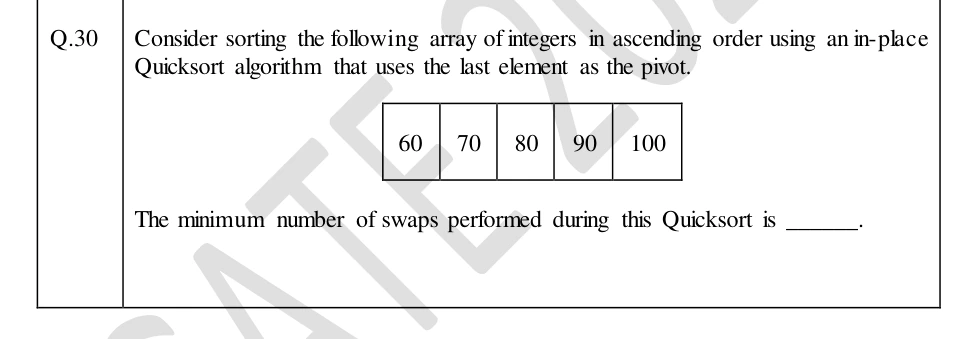 Q.30 Consider sorting the following array of integers in ascending order using an in-place
Quicksort algorithm that uses the last element as the pivot.
60 70 80 90 100
The minimum number of swaps performed during this Quicksort is ______.
GATE 202